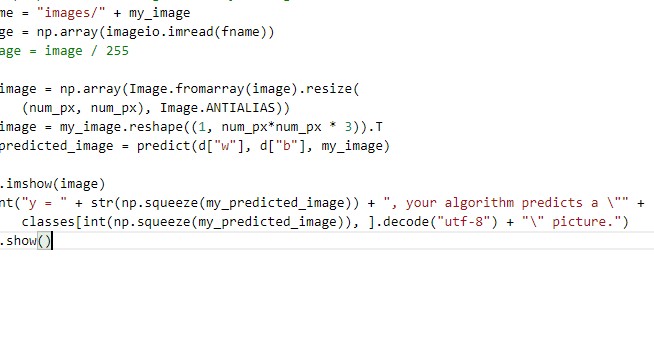 me = "images/" + my_image
ge = np.array(imageio.imread(fname))
age = image / 255
image = np.array(Image.fromarray(image).resize(
(num_px, num_px), Image.ANTIALIAS))
image = my_image.reshape((1, num_px*num_px * 3)).T
predicted_image = predict(d["w"], d["b"], my_image)
.imshow(image)
nt("y = " + str(np.squeeze(my_predicted_image)) + ", your algorithm predicts a \"" +
classes[int(np.squeeze(my_predicted_image)), ].decode("utf-8") + "\" picture.")
.show()